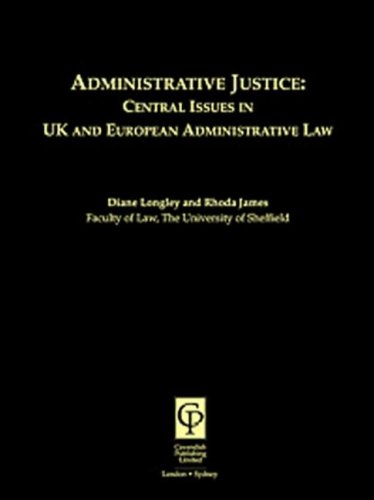 ADMINISTRATIVE JUSTICE:
CENTRAL ISSUES IN
UK AND EUROPEAN ADMINISTRATIVE LAW
Diane Longley and Rhoda James
Faculty of Law, The University of Sheffield
CP
Cavendish
Publishing
Limited
London • Sydney